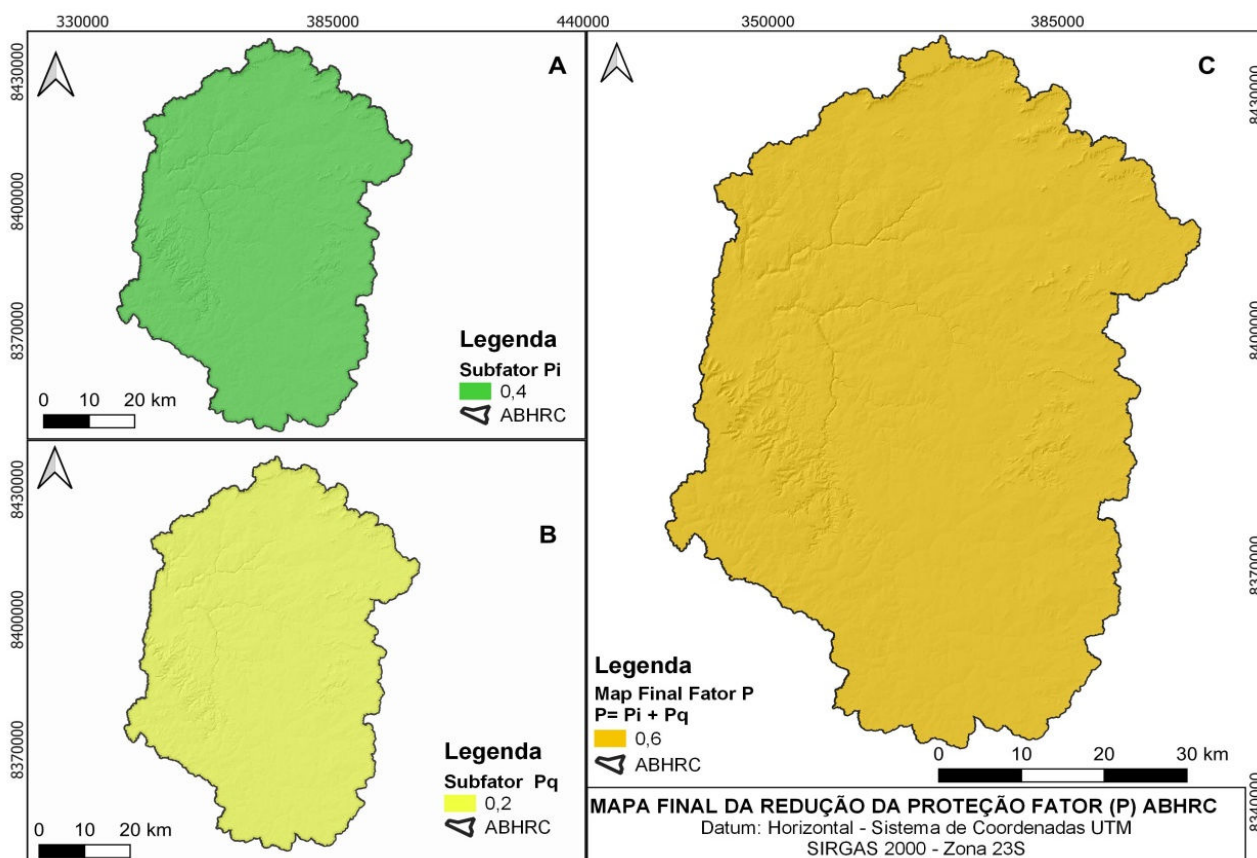 330000 385000 440000 350000 385000
A
8430000
8400000
8370000
Legenda
Subfator Pi
0,4
ABHRC
0 10 20 km
B
8430000
8400000
8370000
Legenda
Subfator Pq
0,2
ABHRC
0 10 20 km
C
8430000
8400000
8370000
8340000
Legenda
Map Final Fator P
P= Pi + Pq
0,6
ABHRC
0 10 20 30 km
MAPA FINAL DA REDUÇÃO DA PROTEÇÃO FATOR (P) ABHRC
Datum: Horizontal - Sistema de Coordenadas UTM
SIRGAS 2000 - Zona 23S